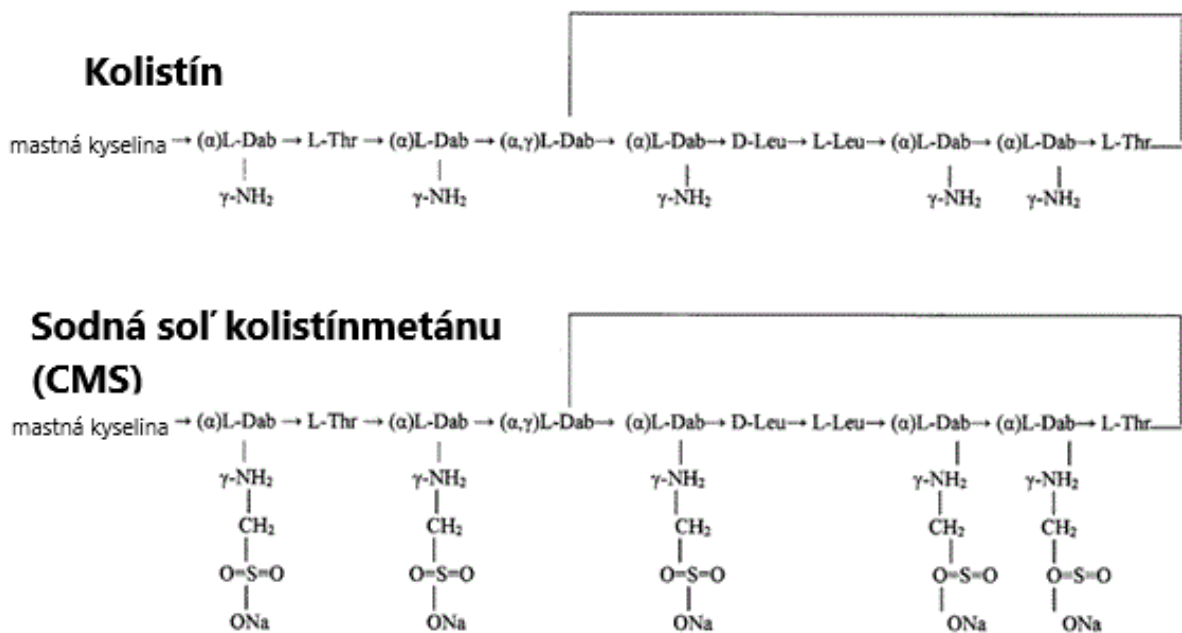 Kolistín
mastná kyselina → (α)L-Dab → L-Thr → (α)L-Dab → (α,γ)L-Dab → (α)L-Dab → D-Leu → L-Leu → (α)L-Dab → (α)L-Dab → L-Thr
γ-NH₂ γ-NH₂ γ-NH₂ γ-NH₂ γ-NH₂
Sodná soľ kolistínmetánu
(CMS)
mastná kyselina → (α)L-Dab → L-Thr → (α)L-Dab → (α,γ)L-Dab → (α)L-Dab → D-Leu → L-Leu → (α)L-Dab → (α)L-Dab → L-Thr
γ-NH₂ γ-NH₂ γ-NH₂ γ-NH₂ γ-NH₂
CH₂ CH₂ CH₂ CH₂ CH₂
O=S=O O=S=O O=S=O O=S=O O=S=O
ONa ONa ONa ONa ONa